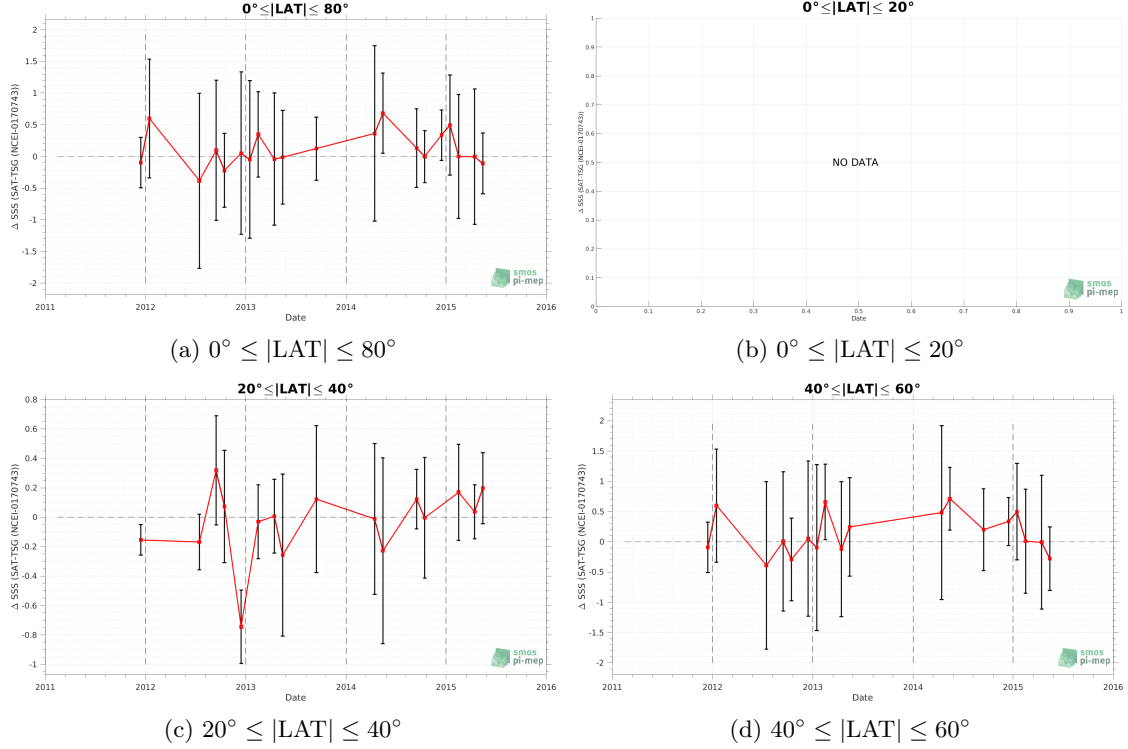 0°≤|LAT|≤ 80°
Δ SSS (SAT-TSG (NCEI-0170743))
2
1.5
1
0.5
0
-0.5
-1
-1.5
-2
2011 2012 2013 2014 2015 2016
Date
smos
pi-mep
(a) 0° ≤ |LAT| ≤ 80°
0°≤|LAT|≤ 20°
Δ SSS (SAT-TSG (NCEI-0170743))
1
0.9
0.8
0.7
0.6
0.5
0.4
0.3
0.2
0.1
0
NO DATA
0 0.1 0.2 0.3 0.4 0.5 0.6 0.7 0.8 0.9 1
Date
smos
pi-mep
(b) 0° ≤ |LAT| ≤ 20°
20°≤|LAT|≤ 40°
Δ SSS (SAT-TSG (NCEI-0170743))
0.8
0.6
0.4
0.2
0
-0.2
-0.4
-0.6
-0.8
-1
2011 2012 2013 2014 2015 2016
Date
smos
pi-mep
(c) 20° ≤ |LAT| ≤ 40°
40°≤|LAT|≤ 60°
Δ SSS (SAT-TSG (NCEI-0170743))
2
1.5
1
0.5
0
-0.5
-1
-1.5
-2
2011 2012 2013 2014 2015 2016
Date
smos
pi-mep
(d) 40° ≤ |LAT| ≤ 60°